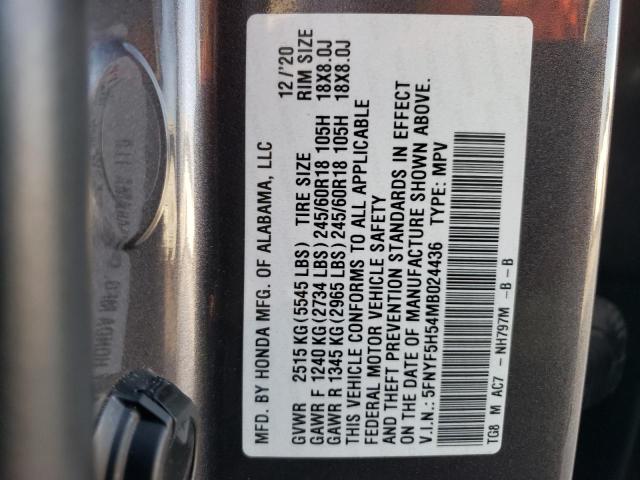 MFD. BY HONDA MFG. OF ALABAMA, LLC 12/'20
GVWR 2515 KG (5545 LBS) TIRE SIZE RIM SIZE
GAWR F 1240 KG (2734 LBS) 245/60R18 105H 18X8.0J
GAWR R 1345 KG (2965 LBS) 245/60R18 105H 18X8.0J
THIS VEHICLE CONFORMS TO ALL APPLICABLE
FEDERAL MOTOR VEHICLE SAFETY
AND THEFT PREVENTION STANDARDS IN EFFECT
ON THE DATE OF MANUFACTURE SHOWN ABOVE.
V.I.N.: 5FNYF5H54MB024436 TYPE: MPV
TG8 M AC7 - NH797M -B-B